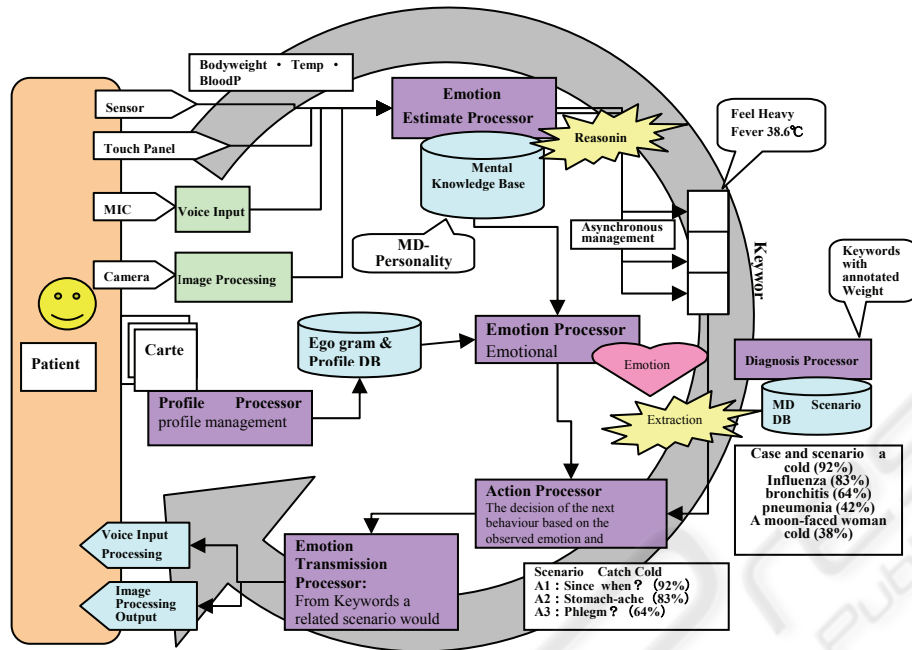 Bodyweight・Temp・
BloodP
Sensor
Touch Panel
MIC
Voice Input
Camera
Image Processing
Patient
Carte
Emotion
Estimate Processor
Reasonin
Mental
Knowledge Base
MD-
Personality
Asynchronous
management
Feel Heavy
Fever 38.6℃
Keywor
Keywords
with
annotated
Weight
Ego gram &
Profile DB
Profile Processor
profile management
Emotion Processor
Emotional
Emotion
Extraction
Diagnosis Processor
MD Scenario
DB
Case and scenario a
cold (92%)
Influenza (83%)
bronchitis (64%)
pneumonia (42%)
A moon-faced woman
cold (38%)
Action Processor
The decision of the next
behaviour based on the
observed emotion and
Emotion
Transmission
Processor:
From Keywords a
related scenario would
Scenario Catch Cold
A1：Since when？（92%）
A2：Stomach-ache（83%）
A3：Phlegm？（64%）
Voice Input
Processing
Image
Processing
Output